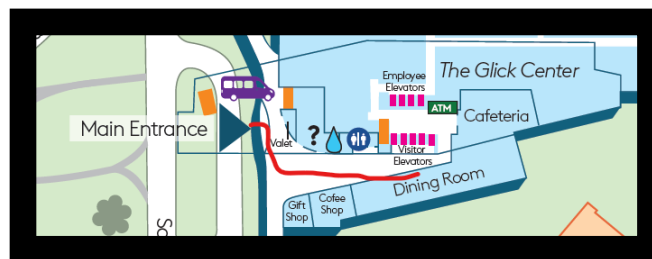 The Glick Center
Employee
Elevators
ATM
Cafeteria
Main Entrance
Valet
?
Visitor
Elevators
Dining Room
Gift
Shop
Cofee
Shop